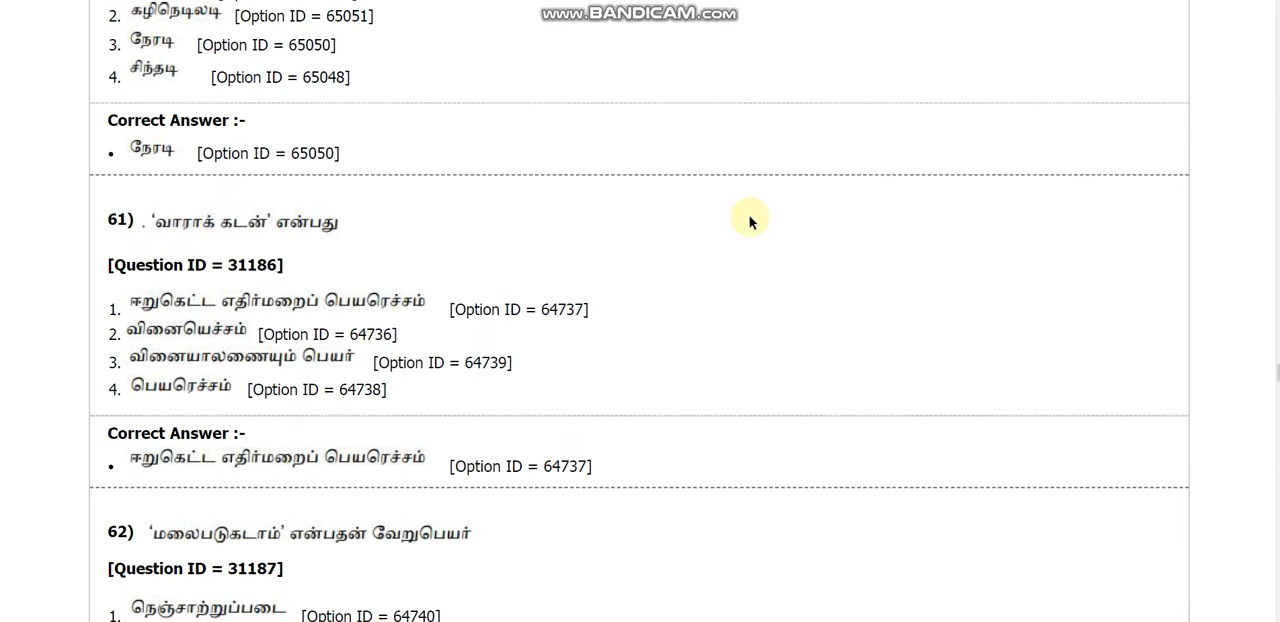 www.BANDICAM.com
2. கழிநெடிலடி [Option ID = 65051]
3. நேரடி [Option ID = 65050]
4. சிந்தடி [Option ID = 65048]
Correct Answer :-
• நேரடி [Option ID = 65050]
61) . ‘வாராக் கடன்’ என்பது
[Question ID = 31186]
1. ஈறுகெட்ட எதிர்மறைப் பெயரெச்சம் [Option ID = 64737]
2. வினையெச்சம் [Option ID = 64736]
3. வினையாலணையும் பெயர் [Option ID = 64739]
4. பெயரெச்சம் [Option ID = 64738]
Correct Answer :-
• ஈறுகெட்ட எதிர்மறைப் பெயரெச்சம் [Option ID = 64737]
62) ‘மலைபடுகடாம்’ என்பதன் வேறுபெயர்
[Question ID = 31187]
1. நெஞ்சாற்றுப்படை [Option ID = 64740]